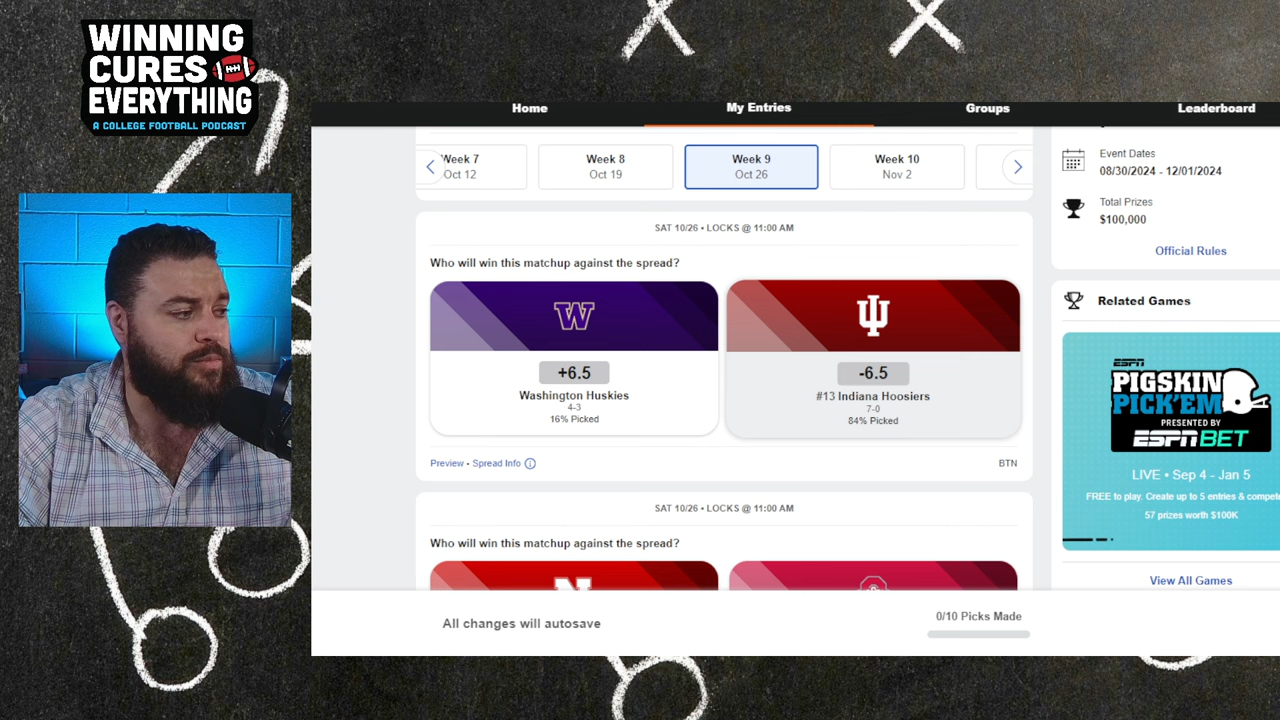 WINNING
CURES
EVERYTHING
A COLLEGE FOOTBALL PODCAST
Home
My Entries
Groups
Leaderboard
Week 7
Oct 12
Week 8
Oct 19
Week 9
Oct 26
Week 10
Nov 2
Event Dates
08/30/2024 - 12/01/2024
Total Prizes
$100,000
Official Rules
SAT 10/26 • LOCKS @ 11:00 AM
Who will win this matchup against the spread?
W
+6.5
Washington Huskies
4-3
16% Picked
-6.5
#13 Indiana Hoosiers
7-0
84% Picked
Preview • Spread Info
BTN
SAT 10/26 • LOCKS @ 11:00 AM
Who will win this matchup against the spread?
N
All changes will autosave
0/10 Picks Made
Related Games
ESPN
PIGSKIN
PICK'EM
PRESENTED BY
ESPN BET
LIVE • Sep 4 - Jan 5
FREE to play. Create up to 5 entries & compete
57 prizes worth $100K
View All Games